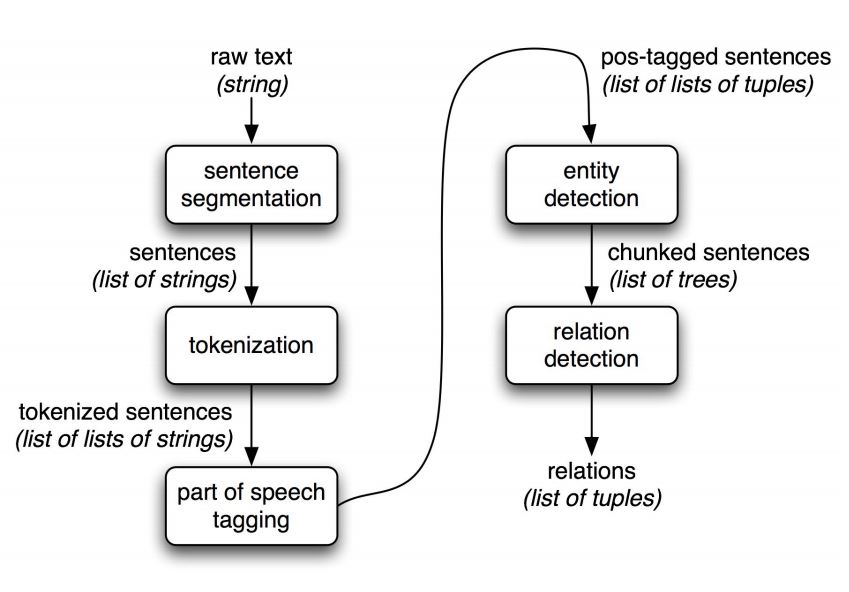 raw text
(string)
sentence
segmentation
sentences
(list of strings)
tokenization
tokenized sentences
(list of lists of strings)
part of speech
tagging
pos-tagged sentences
(list of lists of tuples)
entity
detection
chunked sentences
(list of trees)
relation
detection
relations
(list of tuples)